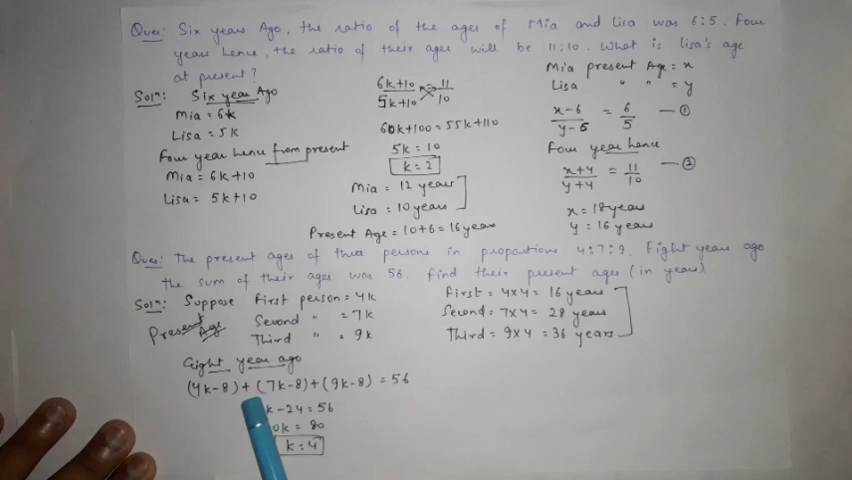 Ques: Six years Ago, the ratio of the ages of Mia and Lisa was 6:5. Four
years hence, the ratio of their ages will be 11:10. What is Lisa's age
at present?
Solⁿ: Six year Ago
Mia = 6k
Lisa = 5k
Four year hence from present
Mia = 6k+10
Lisa = 5k+10
6k+10 / 5k+10 = 11/10
60k+100 = 55k+110
5k = 10
k = 2
Mia = 12 years
Lisa = 10 years
Present Age = 10+6 = 16 years
Mia present Age = x
Lisa " " = y
x-6 / y-5 = 6/5 — ①
Four year hence
x+4 / y+4 = 11/10 — ②
x = 18 years
y = 16 years
Ques: The present ages of three persons in proportions 4:7:9. Eight years ago
the sum of their ages was 56. Find their present ages (in years)
Solⁿ: Suppose First person = 4k
Present Age
Second " = 7k
Third " = 9k
Eight year ago
(4k-8)+(7k-8)+(9k-8) = 56
k-24 = 56
0k = 80
k = 4
First = 4x4 = 16 years
Second = 7x4 = 28 years
Third = 9x4 = 36 years